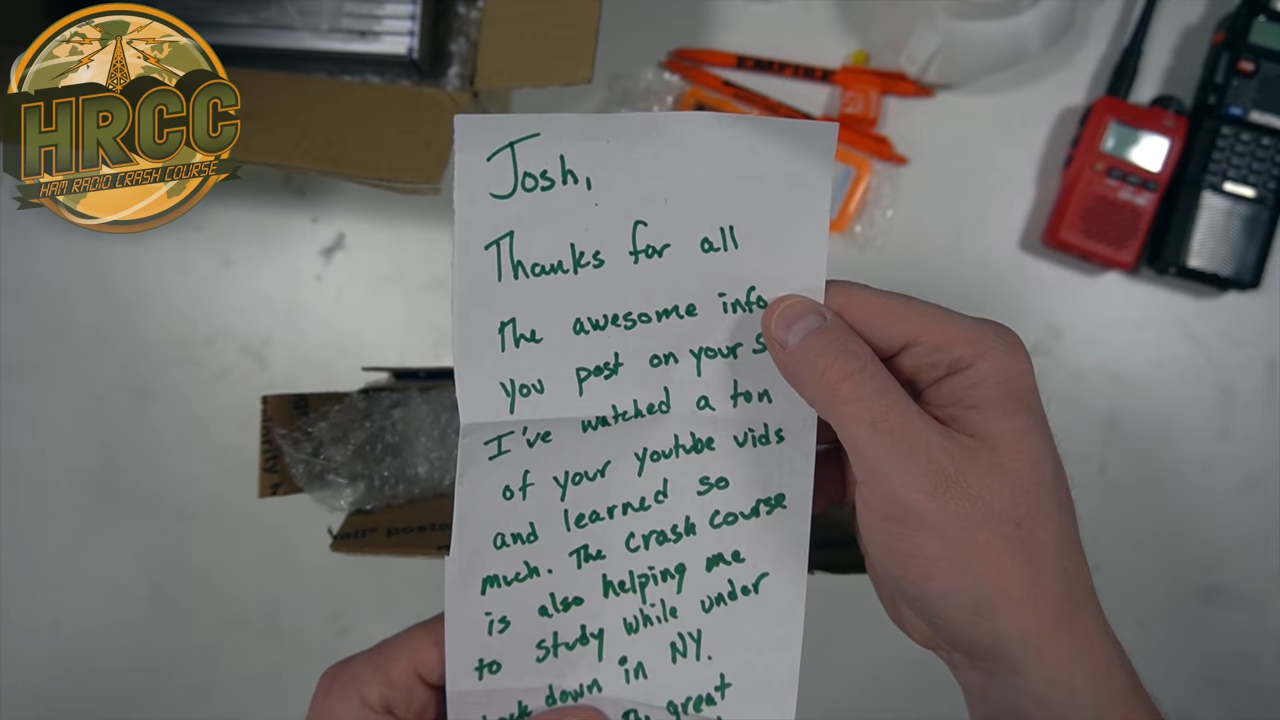 HRCC
HAM RADIO CRASH COURSE
Josh,
Thanks for all
the awesome info
you post on your
I've watched a ton
of your youtube vids
and learned so
much. The crash course
is also helping me
to study while under
down in NY.
great